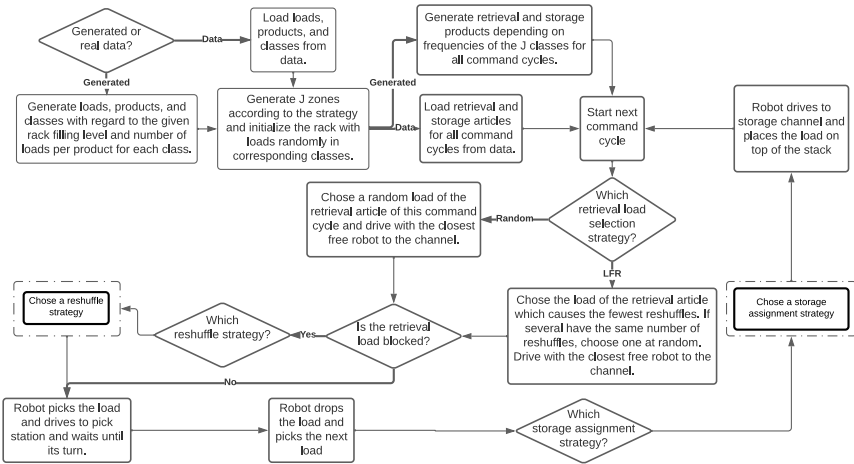 Generated or
real data?
Data
Load loads,
products, and
classes from
data.
Generated
Generate loads, products, and
classes with regard to the given
rack filling level and number of
loads per product for each class.
Generate J zones
according to the strategy
and initialize the rack with
loads randomly in
corresponding classes.
Generated
Generate retrieval and storage
products depending on
frequencies of the J classes for
all command cycles.
Data
Load retrieval and
storage articles
for all command
cycles from data.
Start next
command
cycle
Robot drives to
storage channel and
places the load on
top of the stack
Which
retrieval load
selection
strategy?
Random
Chose a random load of the
retrieval article of this command
cycle and drive with the closest
free robot to the channel.
LFR
Chose the load of the retrieval article
which causes the fewest reshuffles. If
several have the same number of
reshuffles, choose one at random.
Drive with the closest free robot to the
channel.
Is the retrieval
load blocked?
Yes
Which
reshuffle strategy?
Chose a reshuffle
strategy
No
Robot picks the load
and drives to pick
station and waits until
its turn.
Robot drops
the load and
picks the next
load
Which
storage assignment
strategy?
Chose a storage
assignment strategy